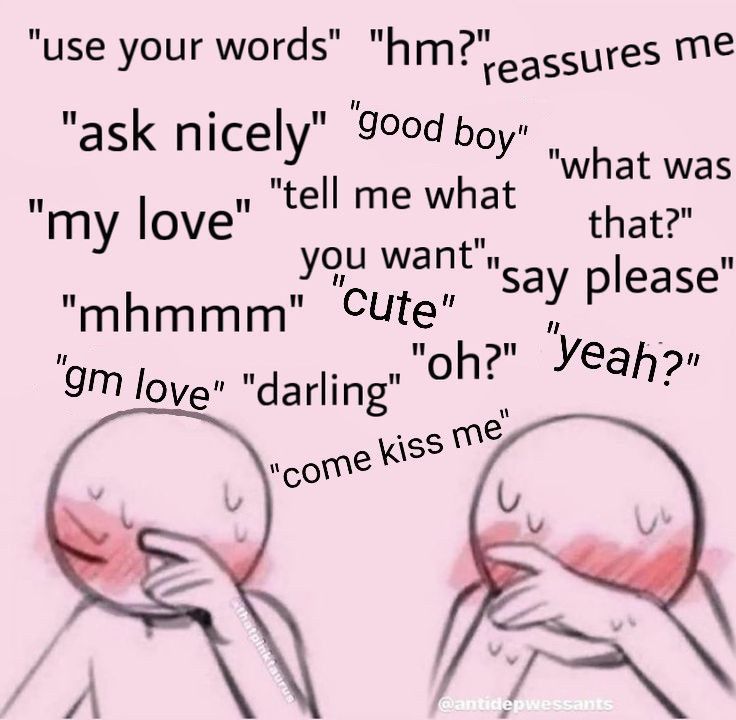 "use your words" "hm?" reassures me
"ask nicely" "good boy"
"what was
that?"
"my love" "tell me what
you want" "say please"
"mhmmm" "cute"
"oh?" "yeah?"
"gm love" "darling"
"come kiss me"
@thatpinktaurus
@antidepwessants